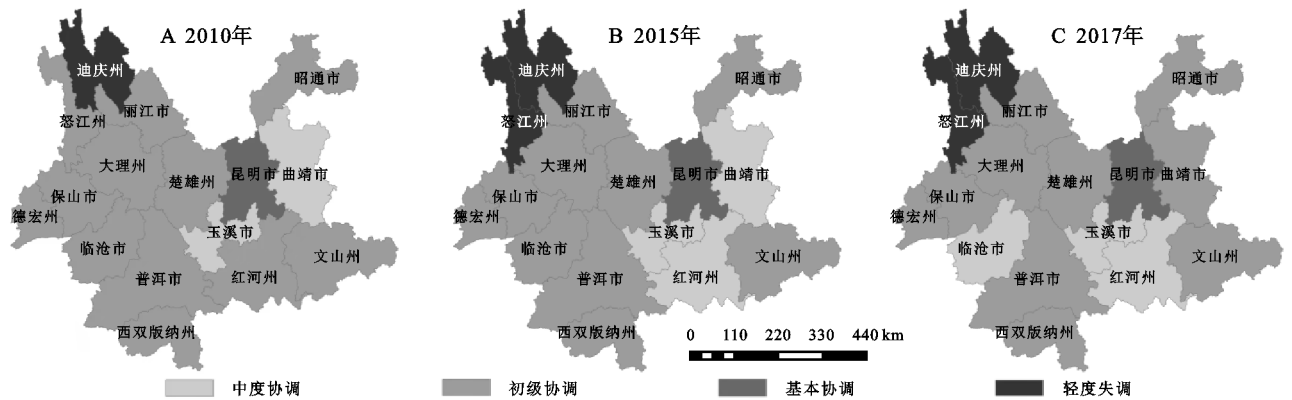 A 2010年
迪庆州
昭通市
丽江市
怒江州
大理州
楚雄州
昆明市
曲靖市
保山市
德宏州
玉溪市
临沧市
文山州
普洱市
红河州
西双版纳州
B 2015年
迪庆州
昭通市
丽江市
怒江州
大理州
楚雄州
昆明市
曲靖市
保山市
德宏州
玉溪市
临沧市
文山州
普洱市
红河州
西双版纳州
C 2017年
迪庆州
昭通市
丽江市
怒江州
大理州
楚雄州
昆明市
曲靖市
保山市
德宏州
玉溪市
临沧市
文山州
普洱市
红河州
西双版纳州
0 110 220 330 440 km
中度协调
初级协调
基本协调
轻度失调